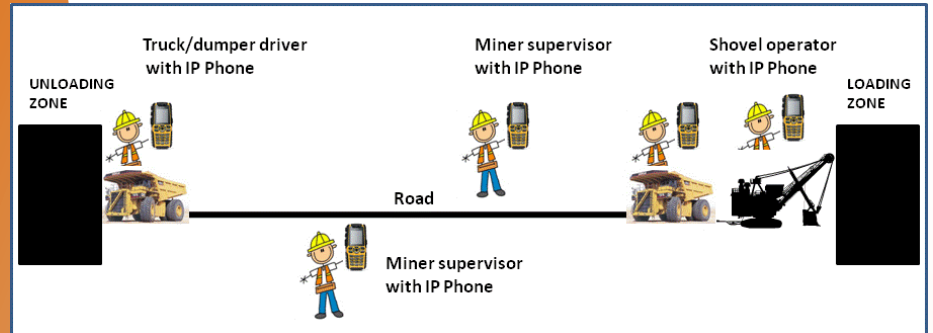 Truck/dumper driver
with IP Phone
Miner supervisor
with IP Phone
Shovel operator
with IP Phone
UNLOADING
ZONE
LOADING
ZONE
Road
Miner supervisor
with IP Phone